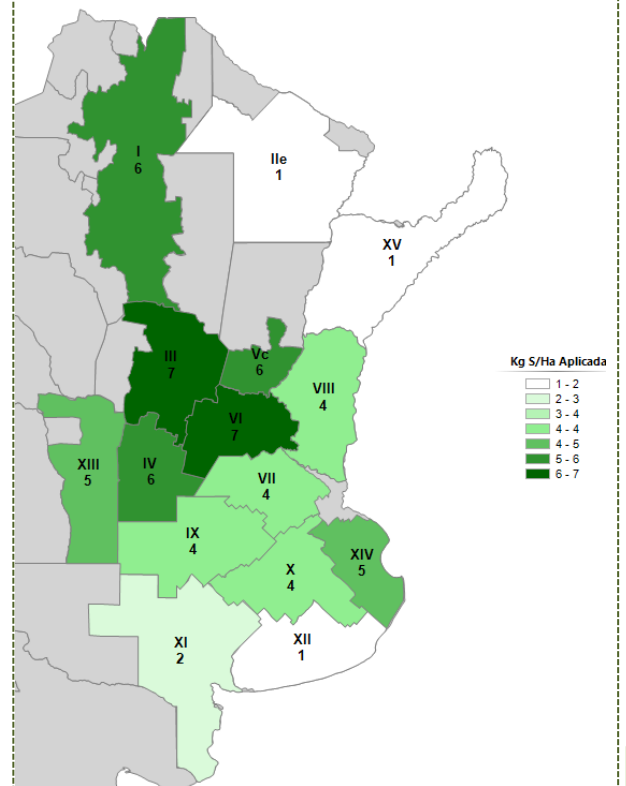 I
6
IIe
1
XV
1
III
7
Vc
6
VIII
4
VI
7
XIII
5
IV
6
VII
4
IX
4
X
4
XIV
5
XI
2
XII
1
Kg S/Ha Aplicada
1 - 2
2 - 3
3 - 4
4 - 4
4 - 5
5 - 6
6 - 7